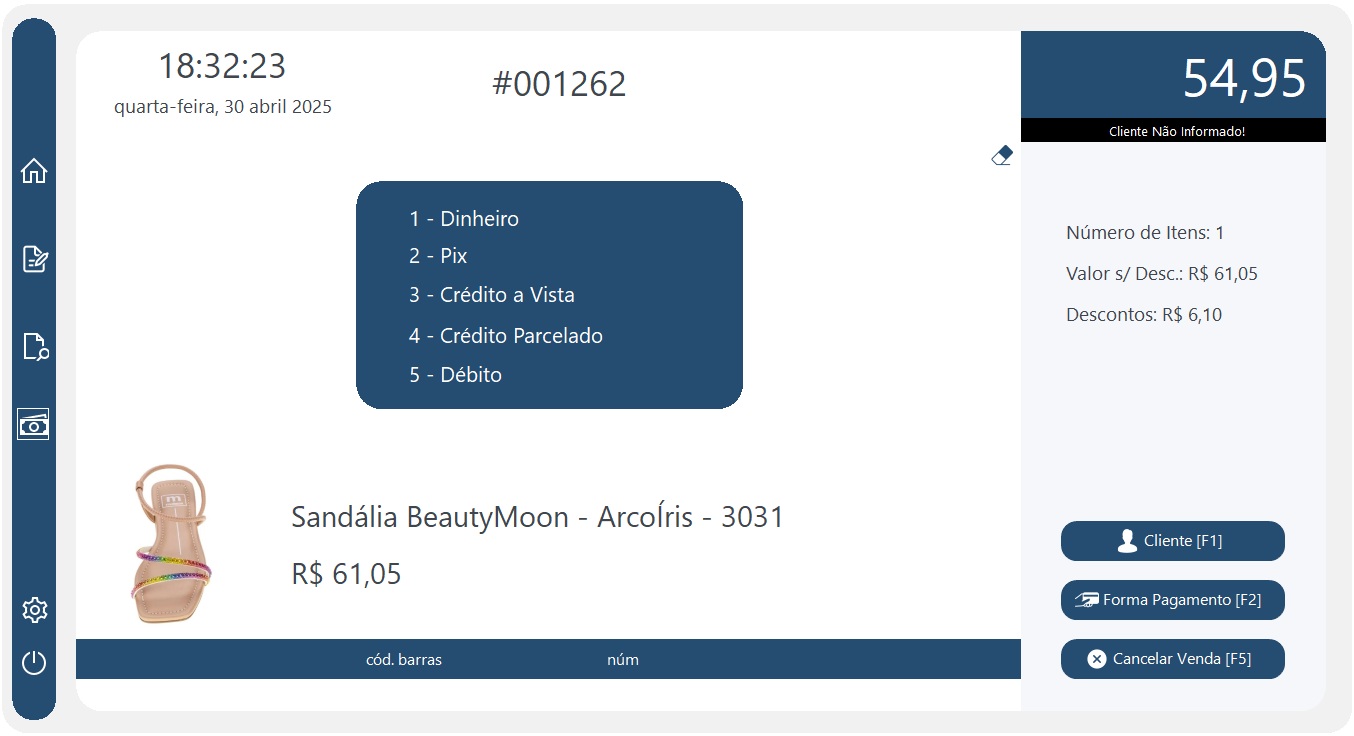 18:32:23
quarta-feira, 30 abril 2025
#001262
54,95
Cliente Não Informado!
1 - Dinheiro
2 - Pix
3 - Crédito a Vista
4 - Crédito Parcelado
5 - Débito
Número de Itens: 1
Valor s/ Desc.: R$ 61,05
Descontos: R$ 6,10
m
Sandália BeautyMoon - ArcoÍris - 3031
R$ 61,05
Cliente [F1]
Forma Pagamento [F2]
Cancelar Venda [F5]
cód. barras
núm